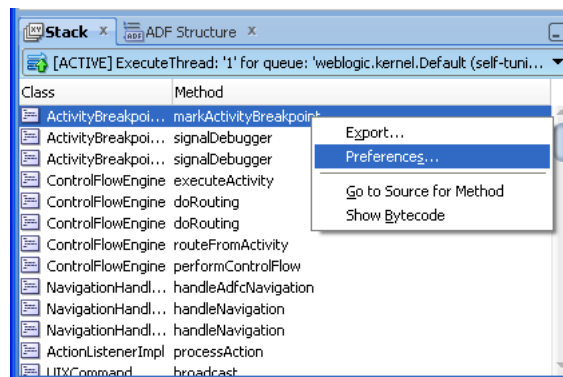 Stack x ADF Structure x
[ACTIVE] ExecuteThread: '1' for queue: 'weblogic.kernel.Default (self-tuni...
Class Method
ActivityBreakpoi... markActivityBreakpoint
ActivityBreakpoi... signalDebugger
ActivityBreakpoi... signalDebugger
ControlFlowEngine executeActivity
ControlFlowEngine doRouting
ControlFlowEngine doRouting
ControlFlowEngine routeFromActivity
ControlFlowEngine performControlFlow
NavigationHandl... handleAdfcNavigation
NavigationHandl... handleNavigation
NavigationHandl... handleNavigation
ActionListenerImpl processAction
UIXCommand broadcast
Export...
Preferences...
Go to Source for Method
Show Bytecode